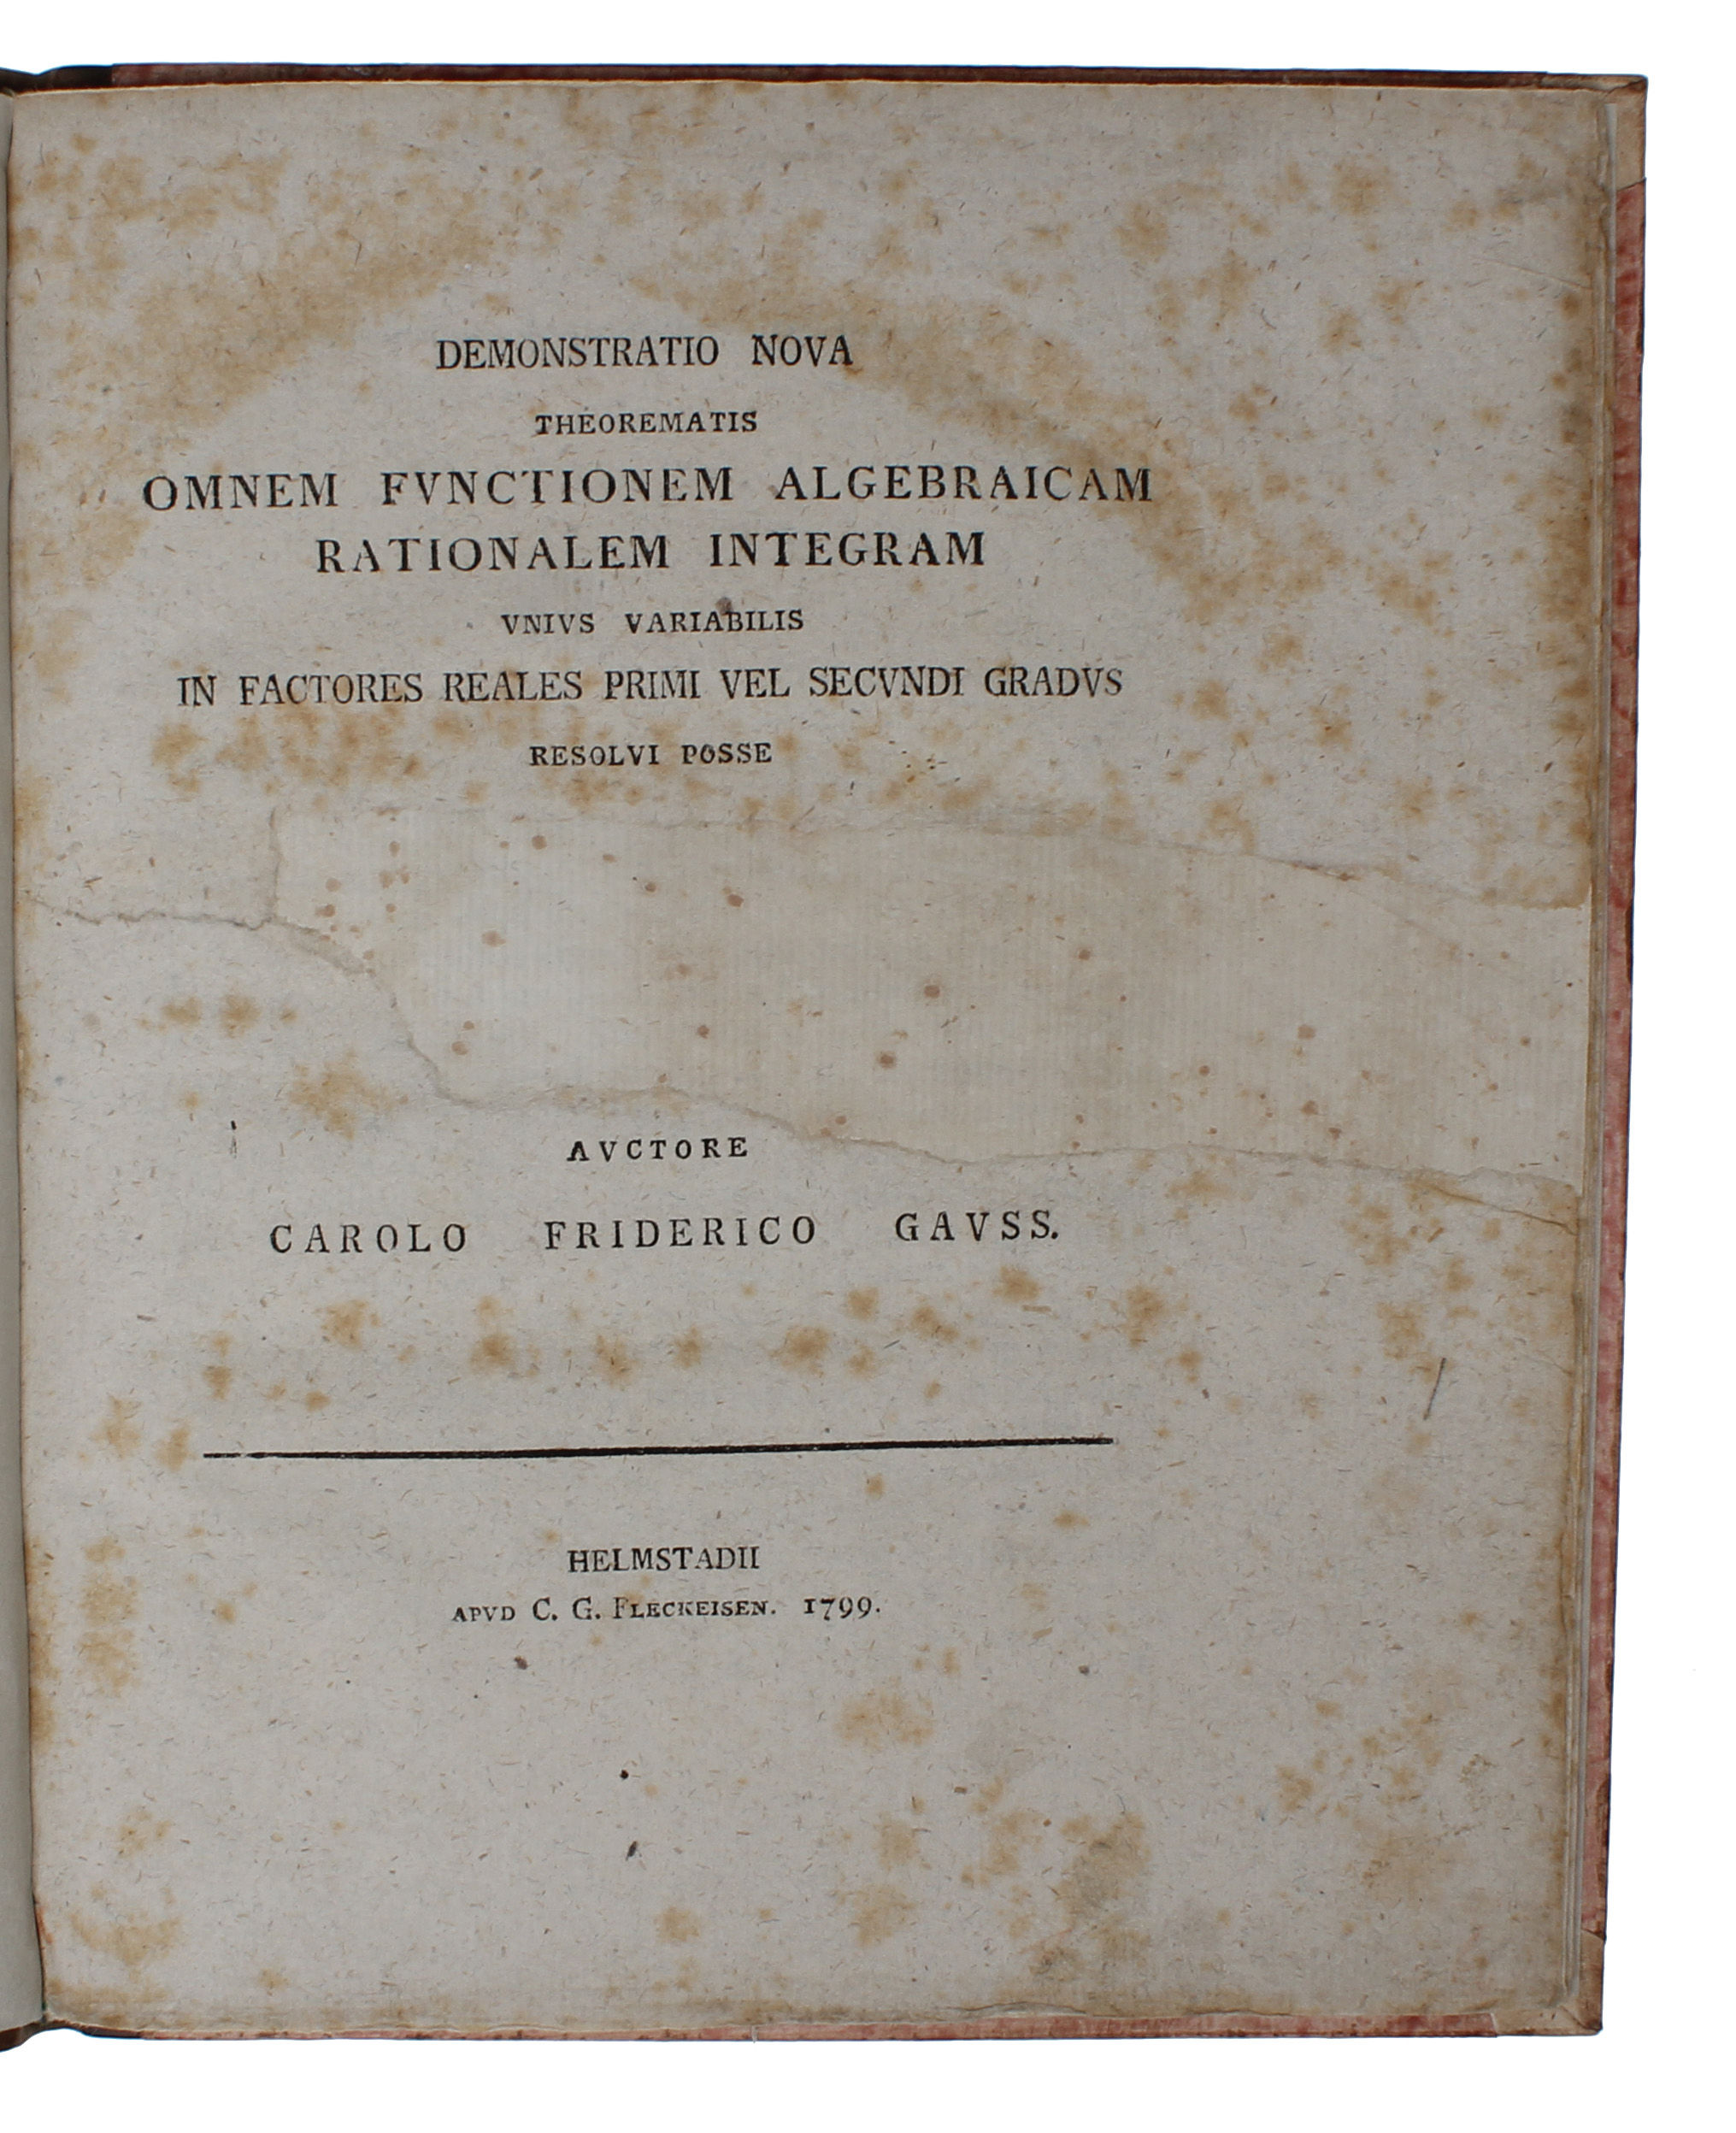 DEMONSTRATIO NOVA
THEOREMATIS
OMNEM FVNCTIONEM ALGEBRAICAM
RATIONALEM INTEGRAM
VNIVS VARIABILIS
IN FACTORES REALES PRIMI VEL SECVNDI GRADVS
RESOLVI POSSE
AVCTORE
CAROLO FRIDERICO GAVSS.
HELMSTADII
APVD C. G. FLECKEISEN. 1799.